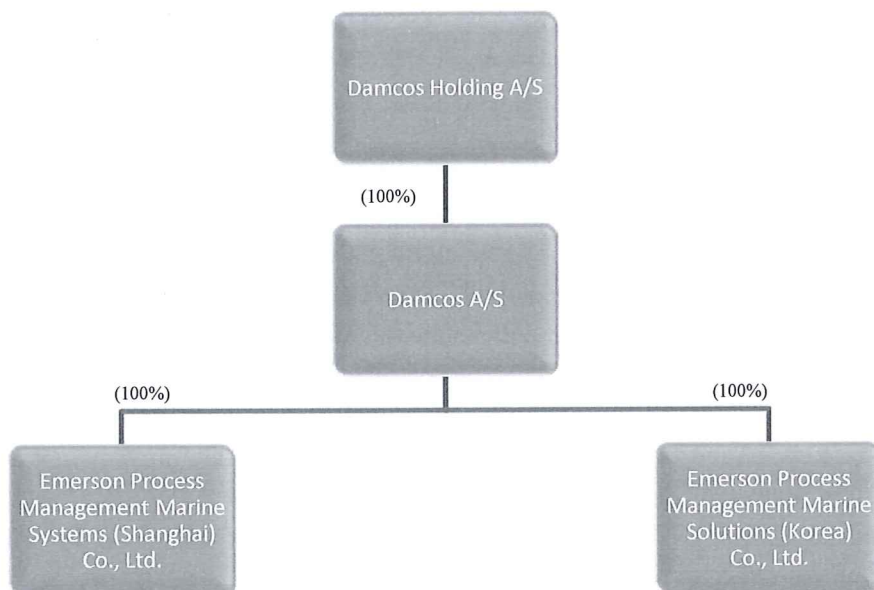 Damcos Holding A/S
(100%)
Damcos A/S
(100%)
(100%)
Emerson Process
Management Marine
Systems (Shanghai)
Co., Ltd.
Emerson Process
Management Marine
Solutions (Korea)
Co., Ltd.